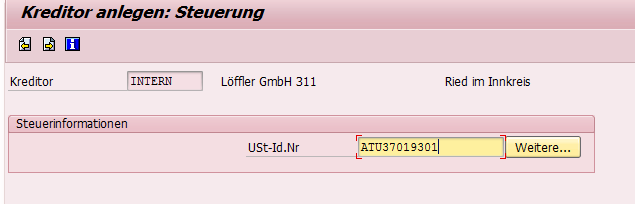 Kreditor anlegen: Steuerung
Kreditor INTERN Löffler GmbH 311 Ried im Innkreis
Steuerinformationen
USt-Id.Nr ATU37019301 Weitere...